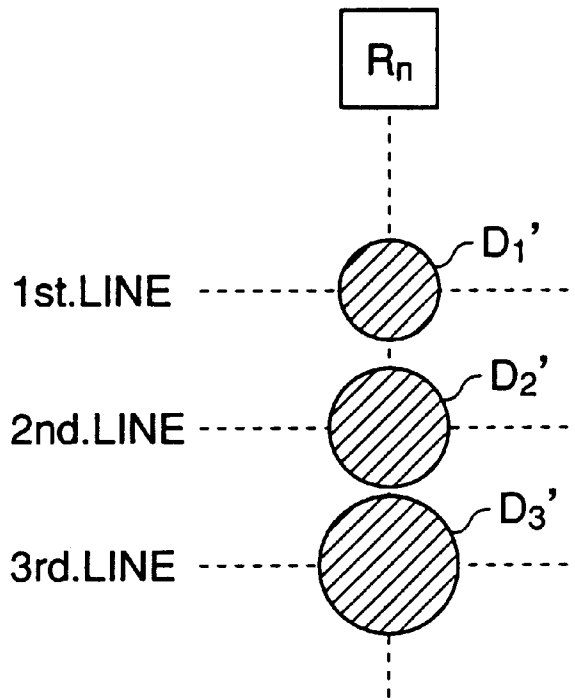 Rn
D1'
1st.LINE
D2'
2nd.LINE
D3'
3rd.LINE